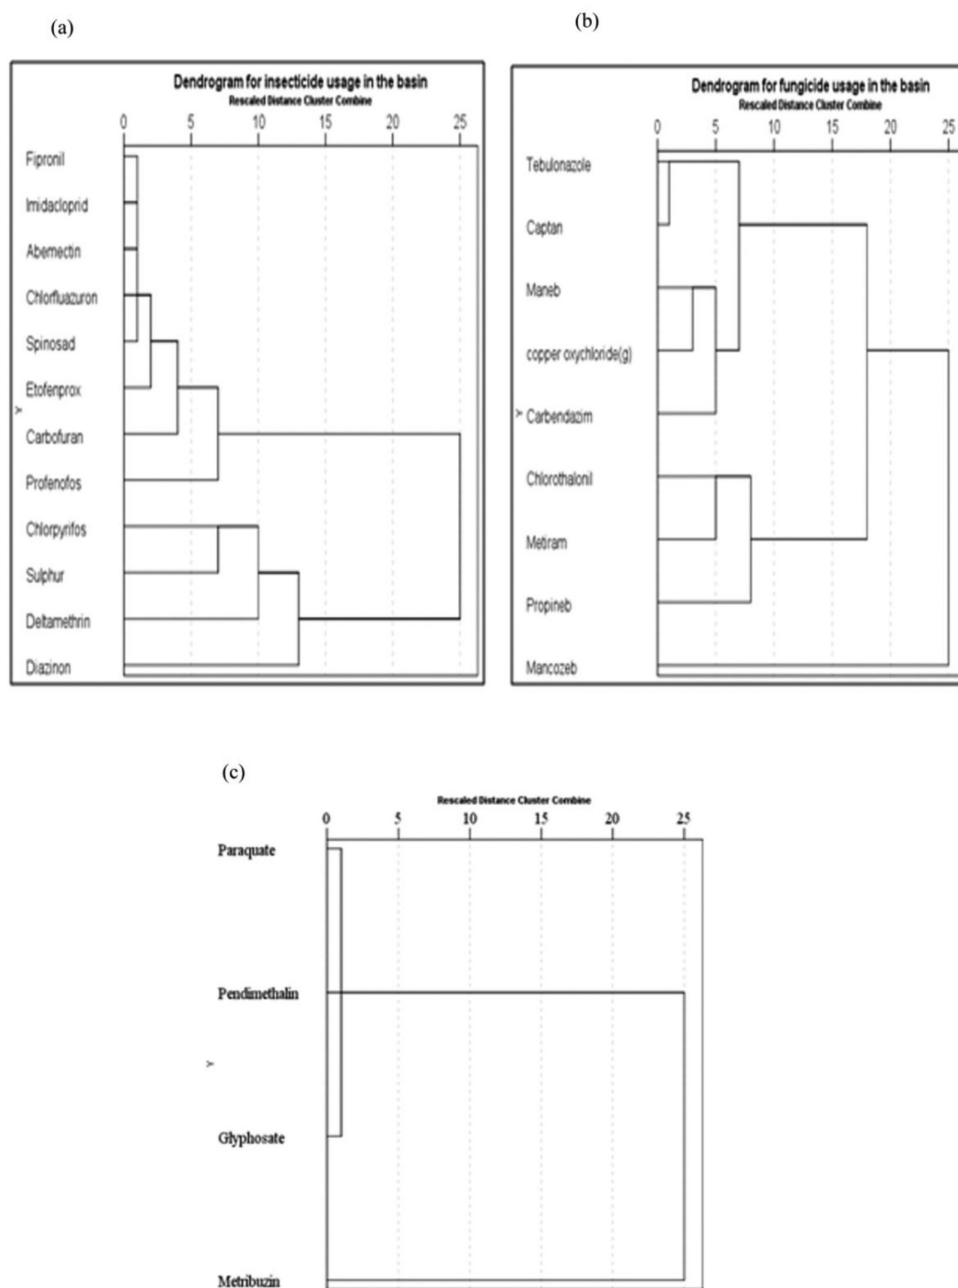 (a)
Dendrogram for insecticide usage in the basin
Rescaled Distance Cluster Combine
0 5 10 15 20 25
Fipronil
Imidacloprid
Abemectin
Chlorfluazuron
Spinosad
Etofenprox
Y
Carbofuran
Profenofos
Chlorpyrifos
Sulphur
Deltamethrin
Diazinon
(b)
Dendrogram for fungicide usage in the basin
Rescaled Distance Cluster Combine
0 5 10 15 20 25
Tebulonazole
Captan
Maneb
copper oxychloride(g)
Y
Carbendazim
Chlorothalonil
Metiram
Propineb
Mancozeb
(c)
Rescaled Distance Cluster Combine
0 5 10 15 20 25
Paraquate
Pendimethalin
Y
Glyphosate
Metribuzin